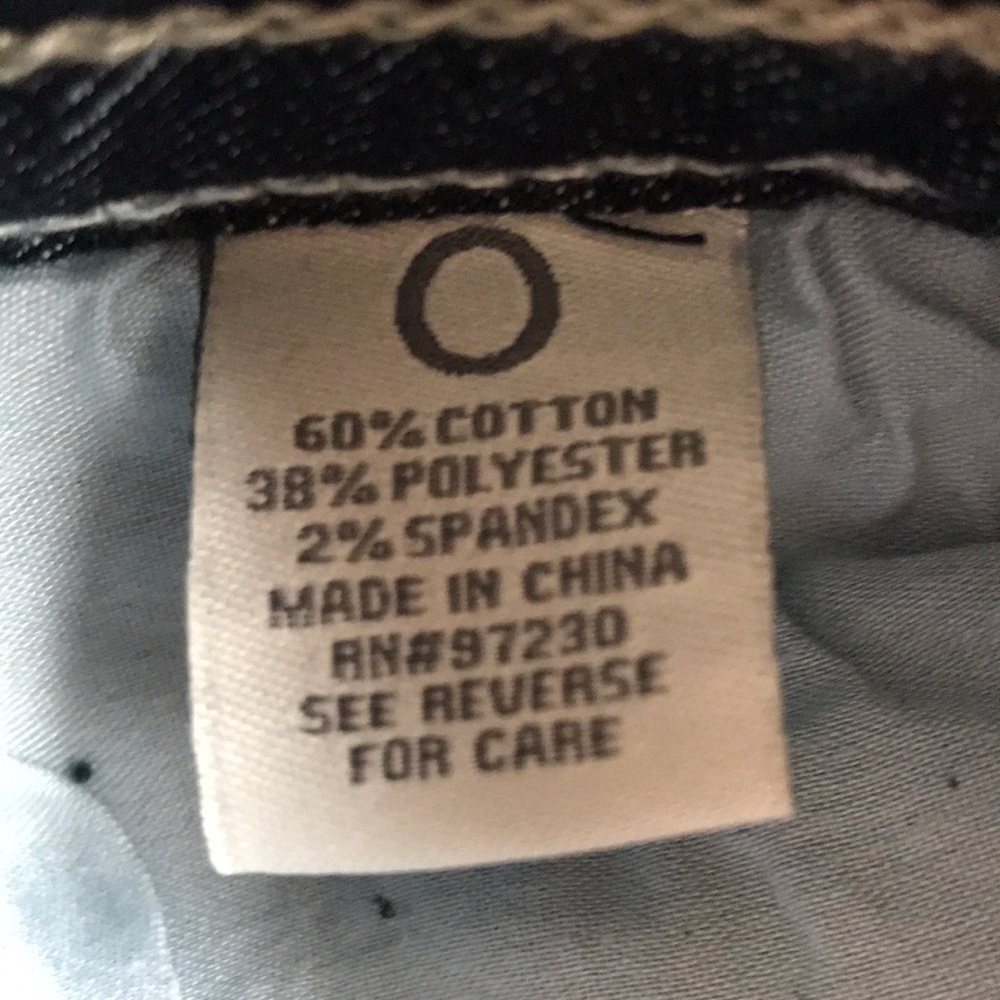 O
60% COTTON
38% POLYESTER
2% SPANDEX
MADE IN CHINA
RN#97230
SEE REVERSE
FOR CARE